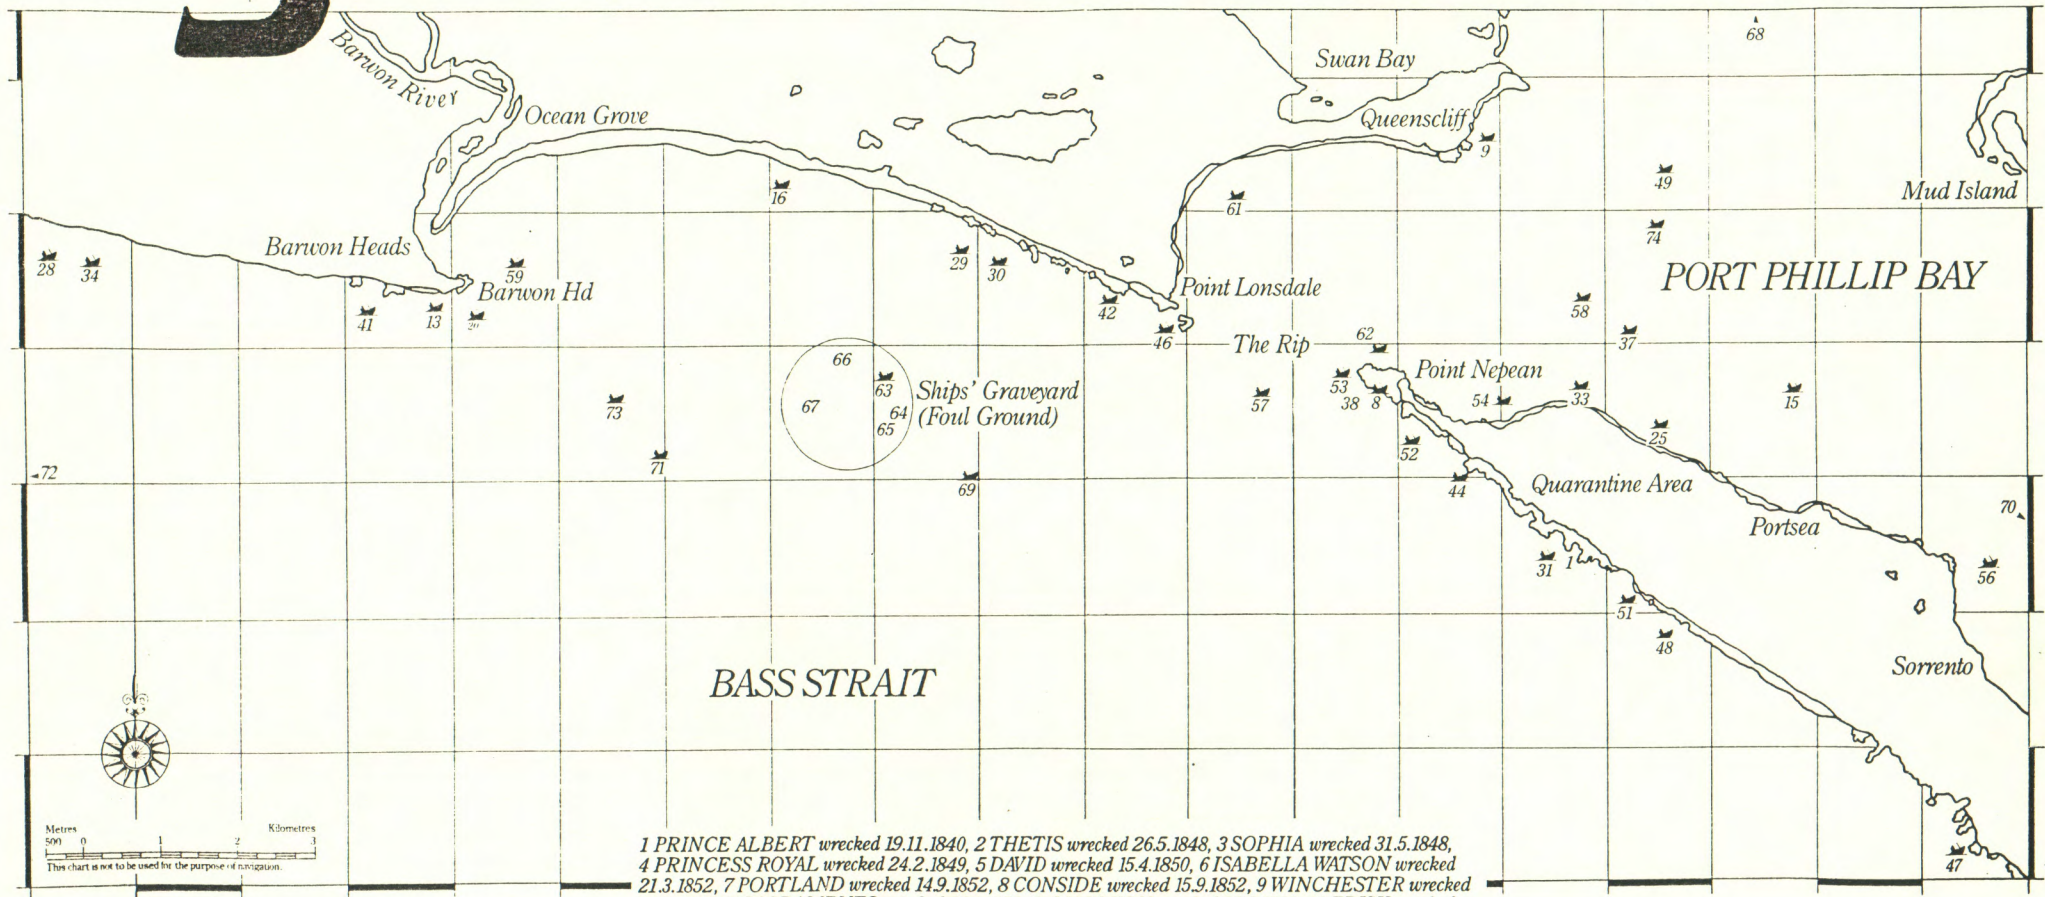 68
Swan Bay
Barwon River
Ocean Grove
Queenscliff
9
49
16
61
Mud Island
74
Barwon Heads
28
34
59
29
30
PORT PHILLIP BAY
Barwon Hd
Point Lonsdale
58
41
13
42
46
The Rip
62
37
66
53
Point Nepean
63
Ships' Graveyard
73
67
64
57
38
8
54
33
15
(Foul Ground)
65
25
52
71
72
69
44
Quarantine Area
70
Portsea
31
1
56
51
48
BASS STRAIT
Sorrento
Metres
Kilometres
500 0 1 2 3
This chart is not to be used for the purpose of navigation.
47
1 PRINCE ALBERT wrecked 19.11.1840, 2 THETIS wrecked 26.5.1848, 3 SOPHIA wrecked 31.5.1848,
4 PRINCESS ROYAL wrecked 24.2.1849, 5 DAVID wrecked 15.4.1850, 6 ISABELLA WATSON wrecked
21.3.1852, 7 PORTLAND wrecked 14.9.1852, 8 CONSIDE wrecked 15.9.1852, 9 WINCHESTER wrecked